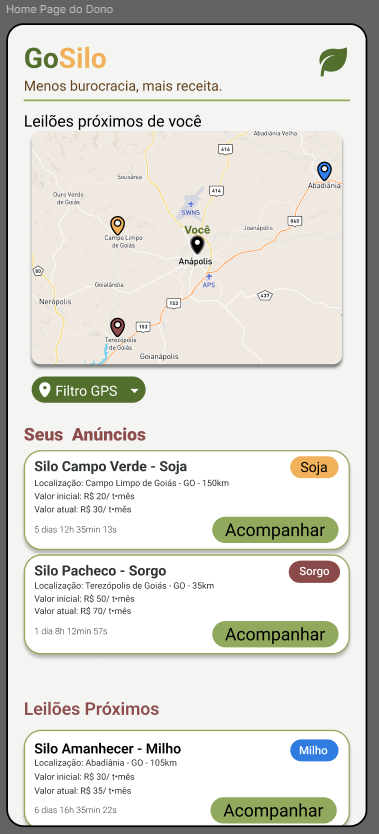 Home Page do Dono
GoSilo
Menos burocracia, mais receita.
Leilões próximos de você
Abadiânia Velha
414
Sousânia
Abadiânia
414
Ouro Verde
de Goiás
SWNS
060
Você
Joanápolis
Campo Limpo
de Goiás
Anápolis
80
APS
Goialândia
437
Nerópolis
153
153
Terezópolis
de Goiás
Goianápolis
Filtro GPS
Seus Anúncios
Silo Campo Verde - Soja
Soja
Localização: Campo Limpo de Goiás - GO - 150km
Valor inicial: R$ 20/ t•mês
Valor atual: R$ 30/ t•mês
5 dias 12h 35min 13s
Acompanhar
Silo Pacheco - Sorgo
Sorgo
Localização: Terezópolis de Goiás - GO - 35km
Valor inicial: R$ 50/ t•mês
Valor atual: R$ 70/ t•mês
1 dia 8h 12min 57s
Acompanhar
Leilões Próximos
Silo Amanhecer - Milho
Milho
Localização: Abadiânia - GO - 105km
Valor inicial: R$ 30/ t•mês
Valor atual: R$ 35/ t•mês
6 dias 16h 35min 22s
Acompanhar